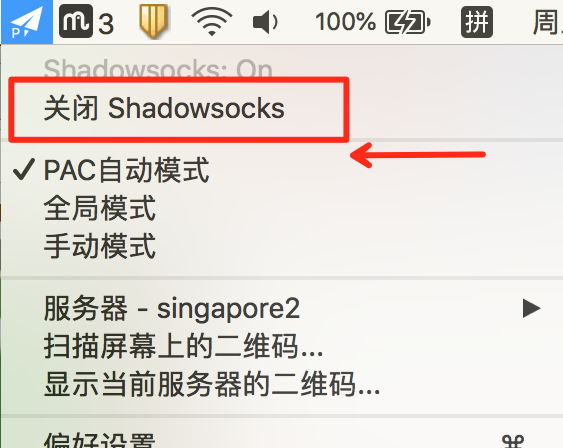 P
m 3 100% 拼 周
Shadowsocks: On
关闭 Shadowsocks
✓ PAC自动模式
全局模式
手动模式
服务器 - singapore2 ▶
扫描屏幕上的二维码...
显示当前服务器的二维码...
偏好设置 ⌘